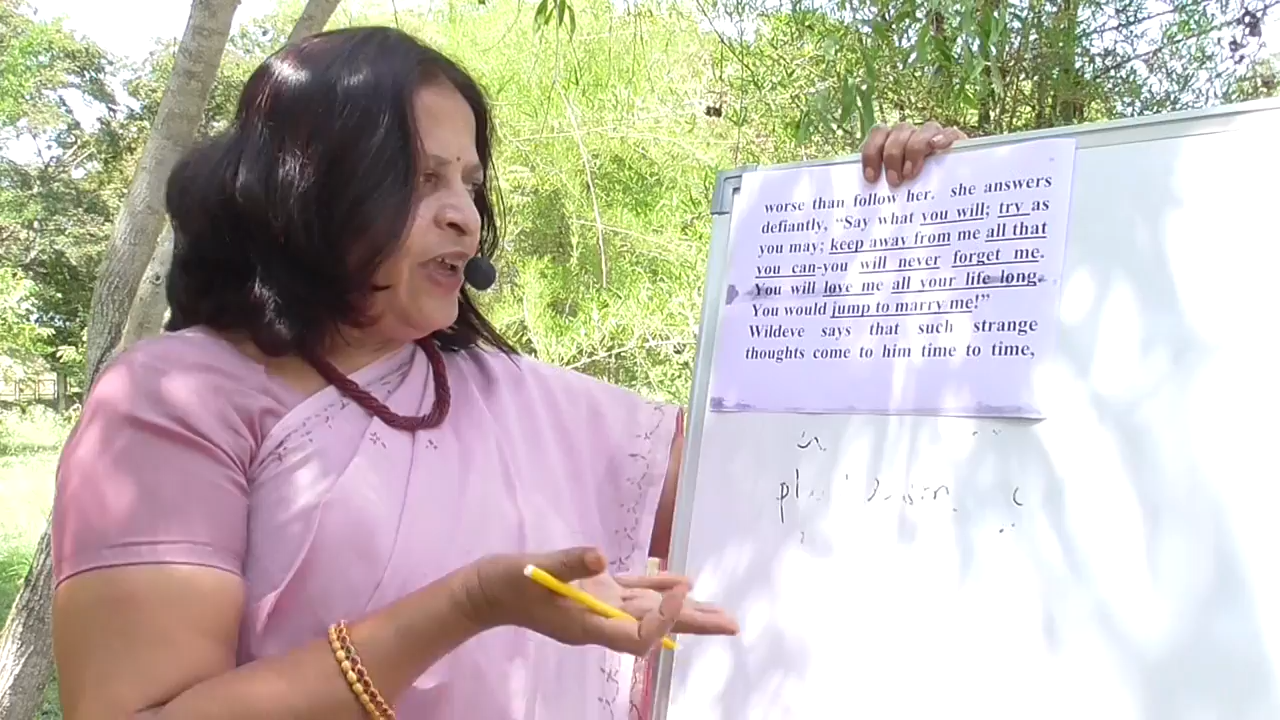 worse than follow her. she answers
defiantly, “Say what you will; try as
you may; keep away from me all that
you can-you will never forget me.
You will love me all your life long.
You would jump to marry me!”
Wildeve says that such strange
thoughts come to him time to time,